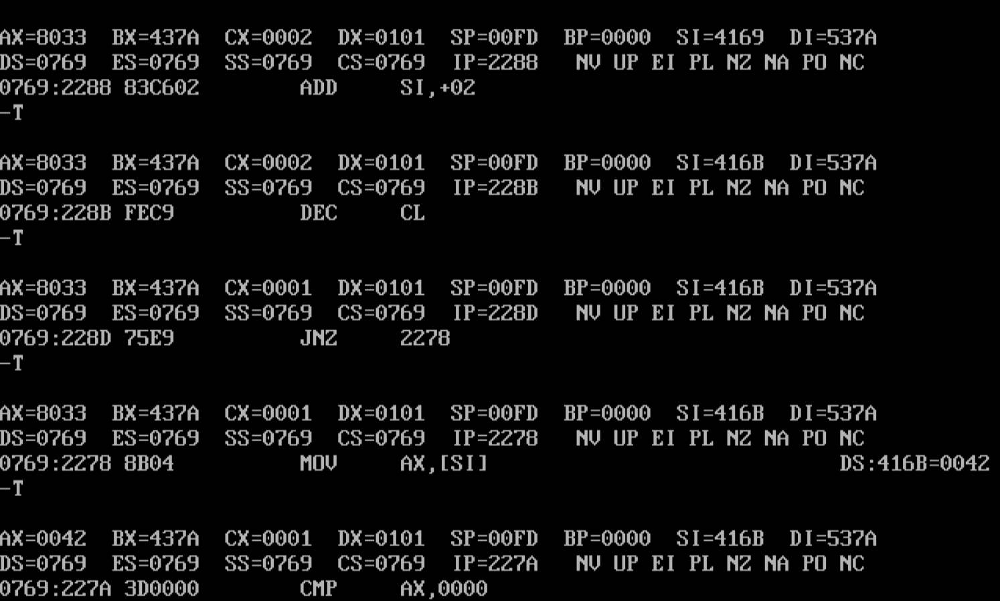 AX=8033  BX=437A  CX=0002  DX=0101  SP=00FD  BP=0000  SI=4169  DI=537A
DS=0769  ES=0769  SS=0769  CS=0769  IP=2288   NV UP EI PL NZ NA PO NC
0769:2288 83C602        ADD     SI,+02
-T

AX=8033  BX=437A  CX=0002  DX=0101  SP=00FD  BP=0000  SI=416B  DI=537A
DS=0769  ES=0769  SS=0769  CS=0769  IP=228B   NV UP EI PL NZ NA PO NC
0769:228B FEC9          DEC     CL
-T

AX=8033  BX=437A  CX=0001  DX=0101  SP=00FD  BP=0000  SI=416B  DI=537A
DS=0769  ES=0769  SS=0769  CS=0769  IP=228D   NV UP EI PL NZ NA PO NC
0769:228D 75E9          JNZ     2278
-T

AX=8033  BX=437A  CX=0001  DX=0101  SP=00FD  BP=0000  SI=416B  DI=537A
DS=0769  ES=0769  SS=0769  CS=0769  IP=2278   NV UP EI PL NZ NA PO NC
0769:2278 8B04          MOV     AX,[SI]                            DS:416B=0042
-T

AX=0042  BX=437A  CX=0001  DX=0101  SP=00FD  BP=0000  SI=416B  DI=537A
DS=0769  ES=0769  SS=0769  CS=0769  IP=227A   NV UP EI PL NZ NA PO NC
0769:227A 3D0000        CMP     AX,0000